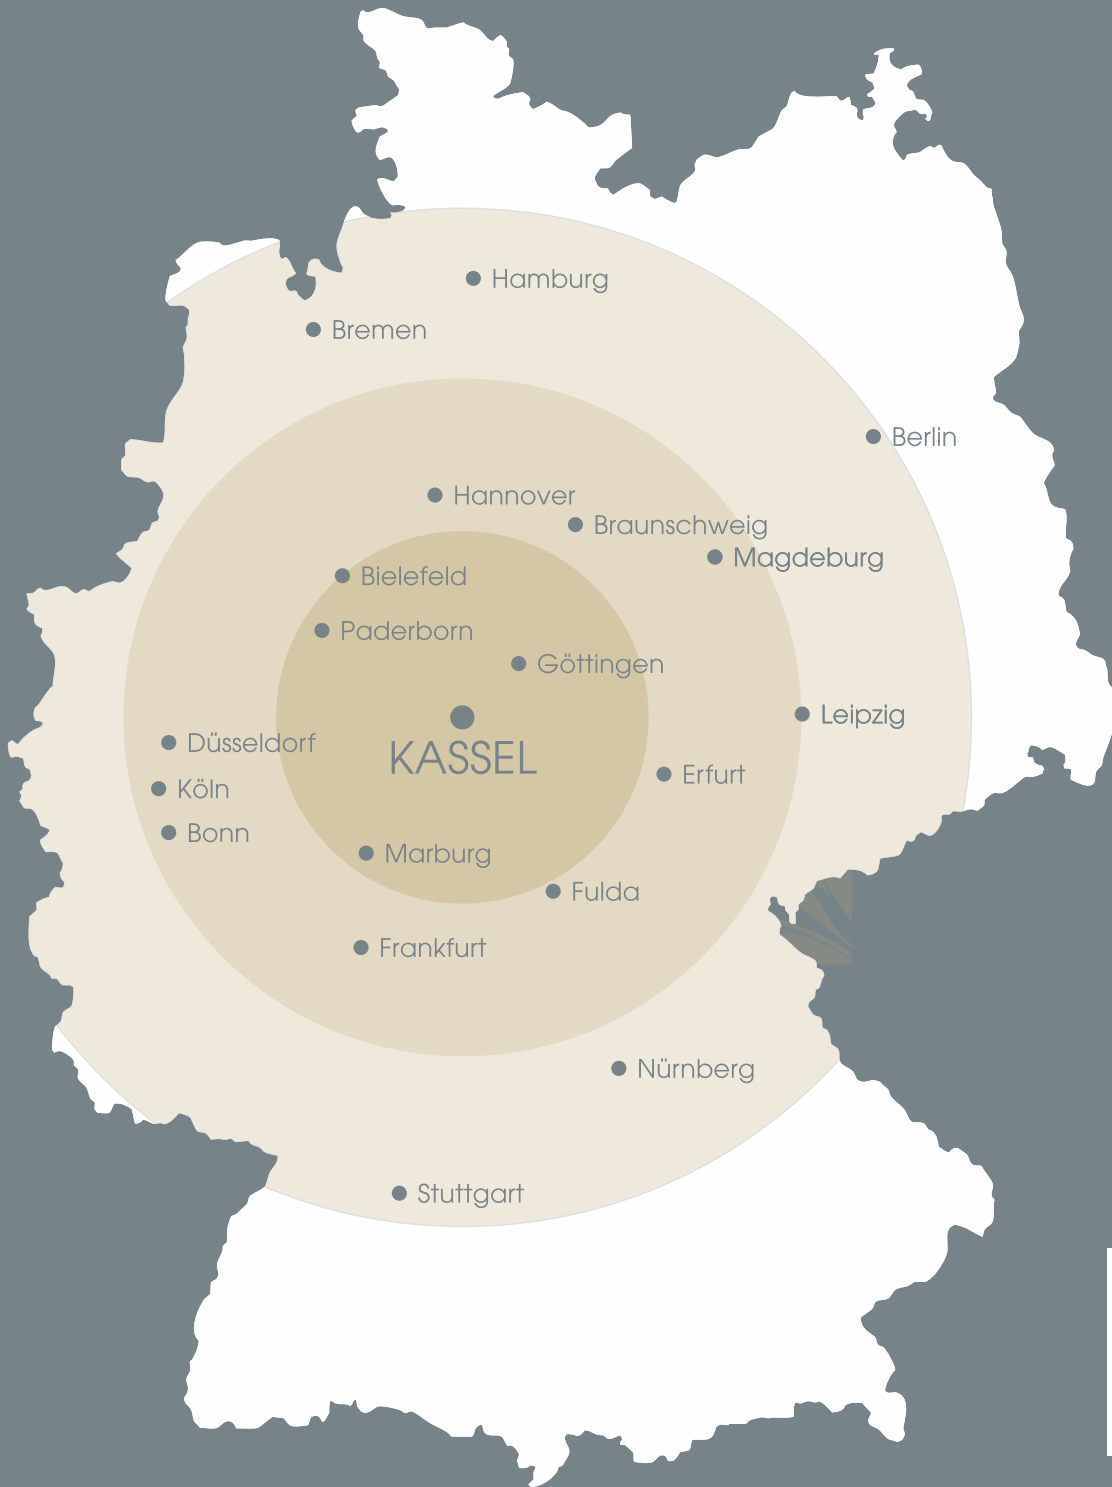 Hamburg
Bremen
Berlin
Hannover
Braunschweig
Magdeburg
Bielefeld
Paderborn
Göttingen
Leipzig
Düsseldorf
KASSEL
Erfurt
Köln
Bonn
Marburg
Fulda
Frankfurt
Nürnberg
Stuttgart